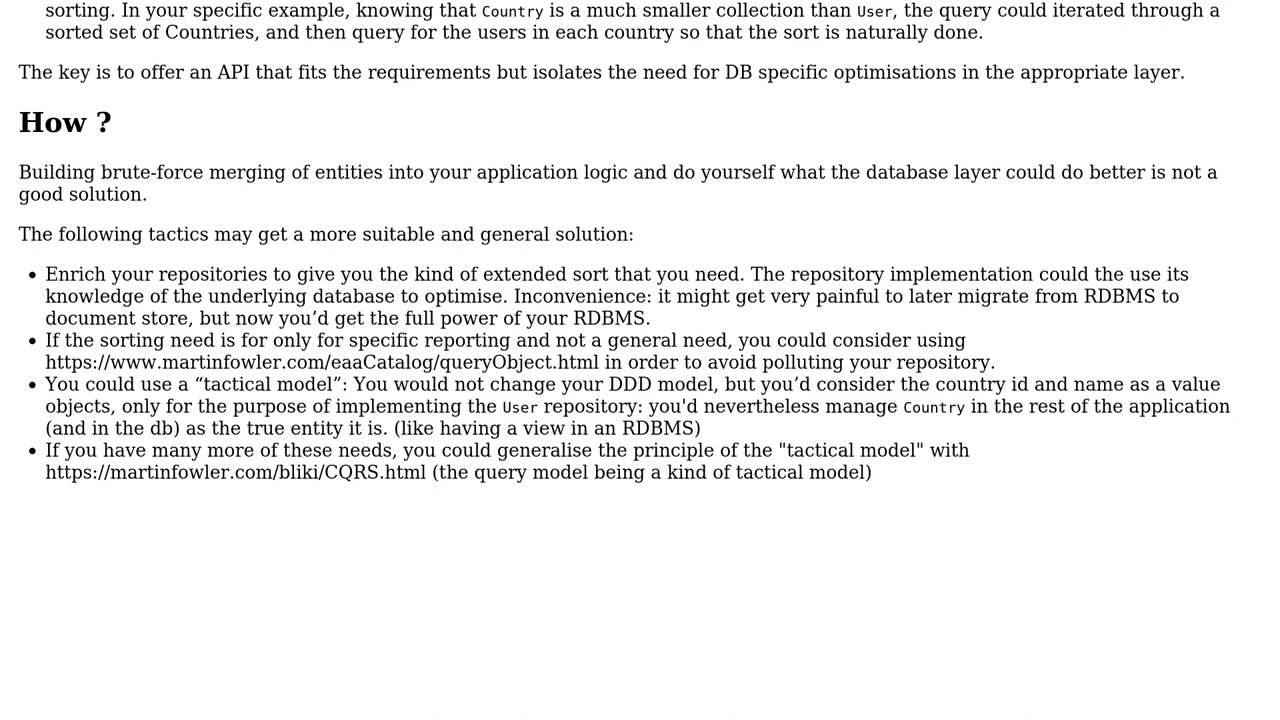 sorting. In your specific example, knowing that Country is a much smaller collection than User, the query could iterated through a
sorted set of Countries, and then query for the users in each country so that the sort is naturally done.
The key is to offer an API that fits the requirements but isolates the need for DB specific optimisations in the appropriate layer.
How ?
Building brute-force merging of entities into your application logic and do yourself what the database layer could do better is not a
good solution.
The following tactics may get a more suitable and general solution:
• Enrich your repositories to give you the kind of extended sort that you need. The repository implementation could the use its
knowledge of the underlying database to optimise. Inconvenience: it might get very painful to later migrate from RDBMS to
document store, but now you’d get the full power of your RDBMS.
• If the sorting need is for only for specific reporting and not a general need, you could consider using
https://www.martinfowler.com/eaaCatalog/queryObject.html in order to avoid polluting your repository.
• You could use a “tactical model”: You would not change your DDD model, but you’d consider the country id and name as a value
objects, only for the purpose of implementing the User repository: you'd nevertheless manage Country in the rest of the application
(and in the db) as the true entity it is. (like having a view in an RDBMS)
• If you have many more of these needs, you could generalise the principle of the "tactical model" with
https://martinfowler.com/bliki/CQRS.html (the query model being a kind of tactical model)